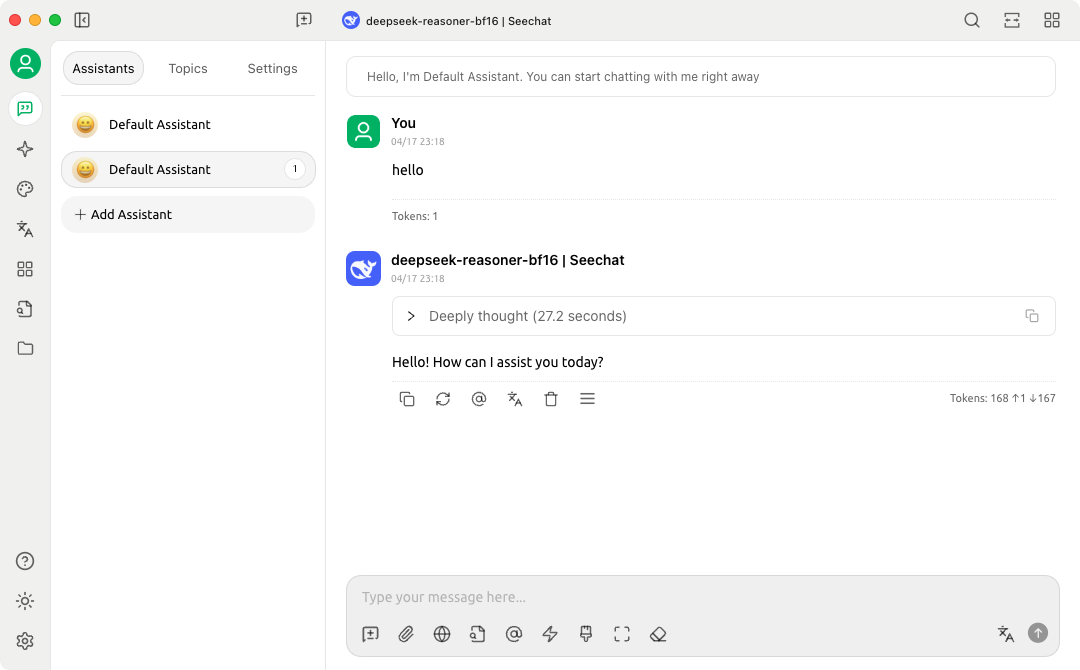 deepseek-reasoner-bf16 | Seechat
Assistants
Topics
Settings
Default Assistant
Default Assistant
1
Add Assistant
Hello, I'm Default Assistant. You can start chatting with me right away
You
04/17 23:18
hello
Tokens: 1
deepseek-reasoner-bf16 | Seechat
04/17 23:18
Deeply thought (27.2 seconds)
Hello! How can I assist you today?
Tokens: 168 ↑1 ↓167
Type your message here...